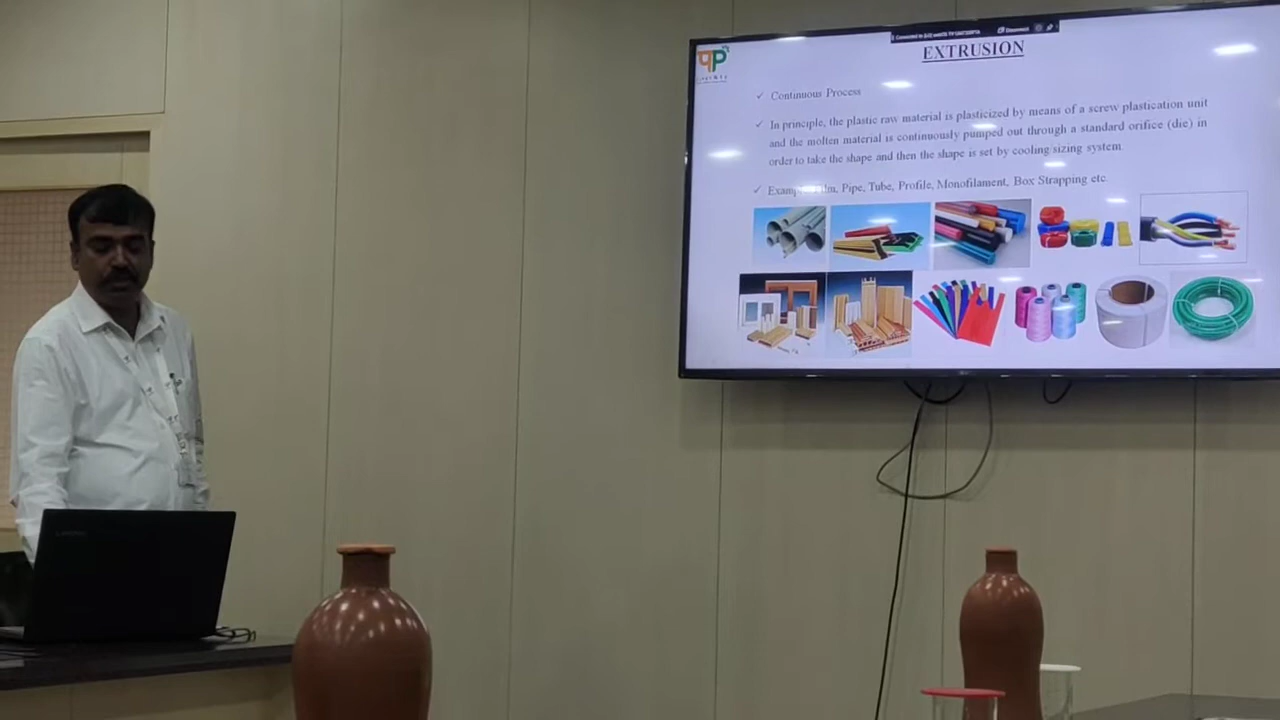 EXTRUSION
✓ Continuous Process
✓ In principle, the plastic raw material is plasticized by means of a screw plastication unit
and the molten material is continuously pumped out through a standard orifice (die) in
order to take the shape and then the shape is set by cooling/sizing system.
✓ Pipe, Tube, Profile, Monofilament, Box Strapping etc.
Disconnect
Lenovo